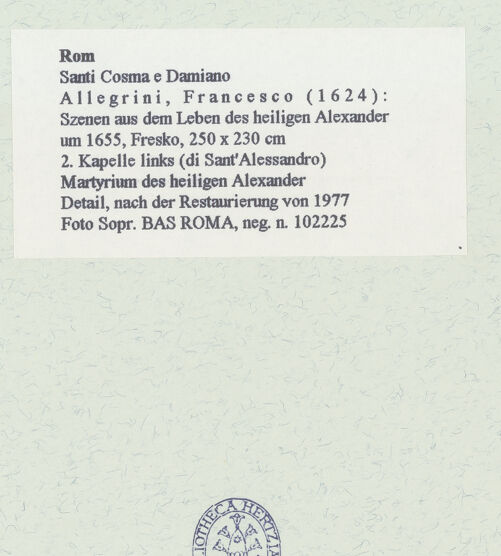 Rom
Santi Cosma e Damiano
Allegrini, Francesco (1624):
Szenen aus dem Leben des heiligen Alexander
um 1655, Fresko, 250 x 230 cm
2. Kapelle links (di Sant'Alessandro)
Martyrium des heiligen Alexander
Detail, nach der Restaurierung von 1977
Foto Sopr. BAS ROMA, neg. n. 102225